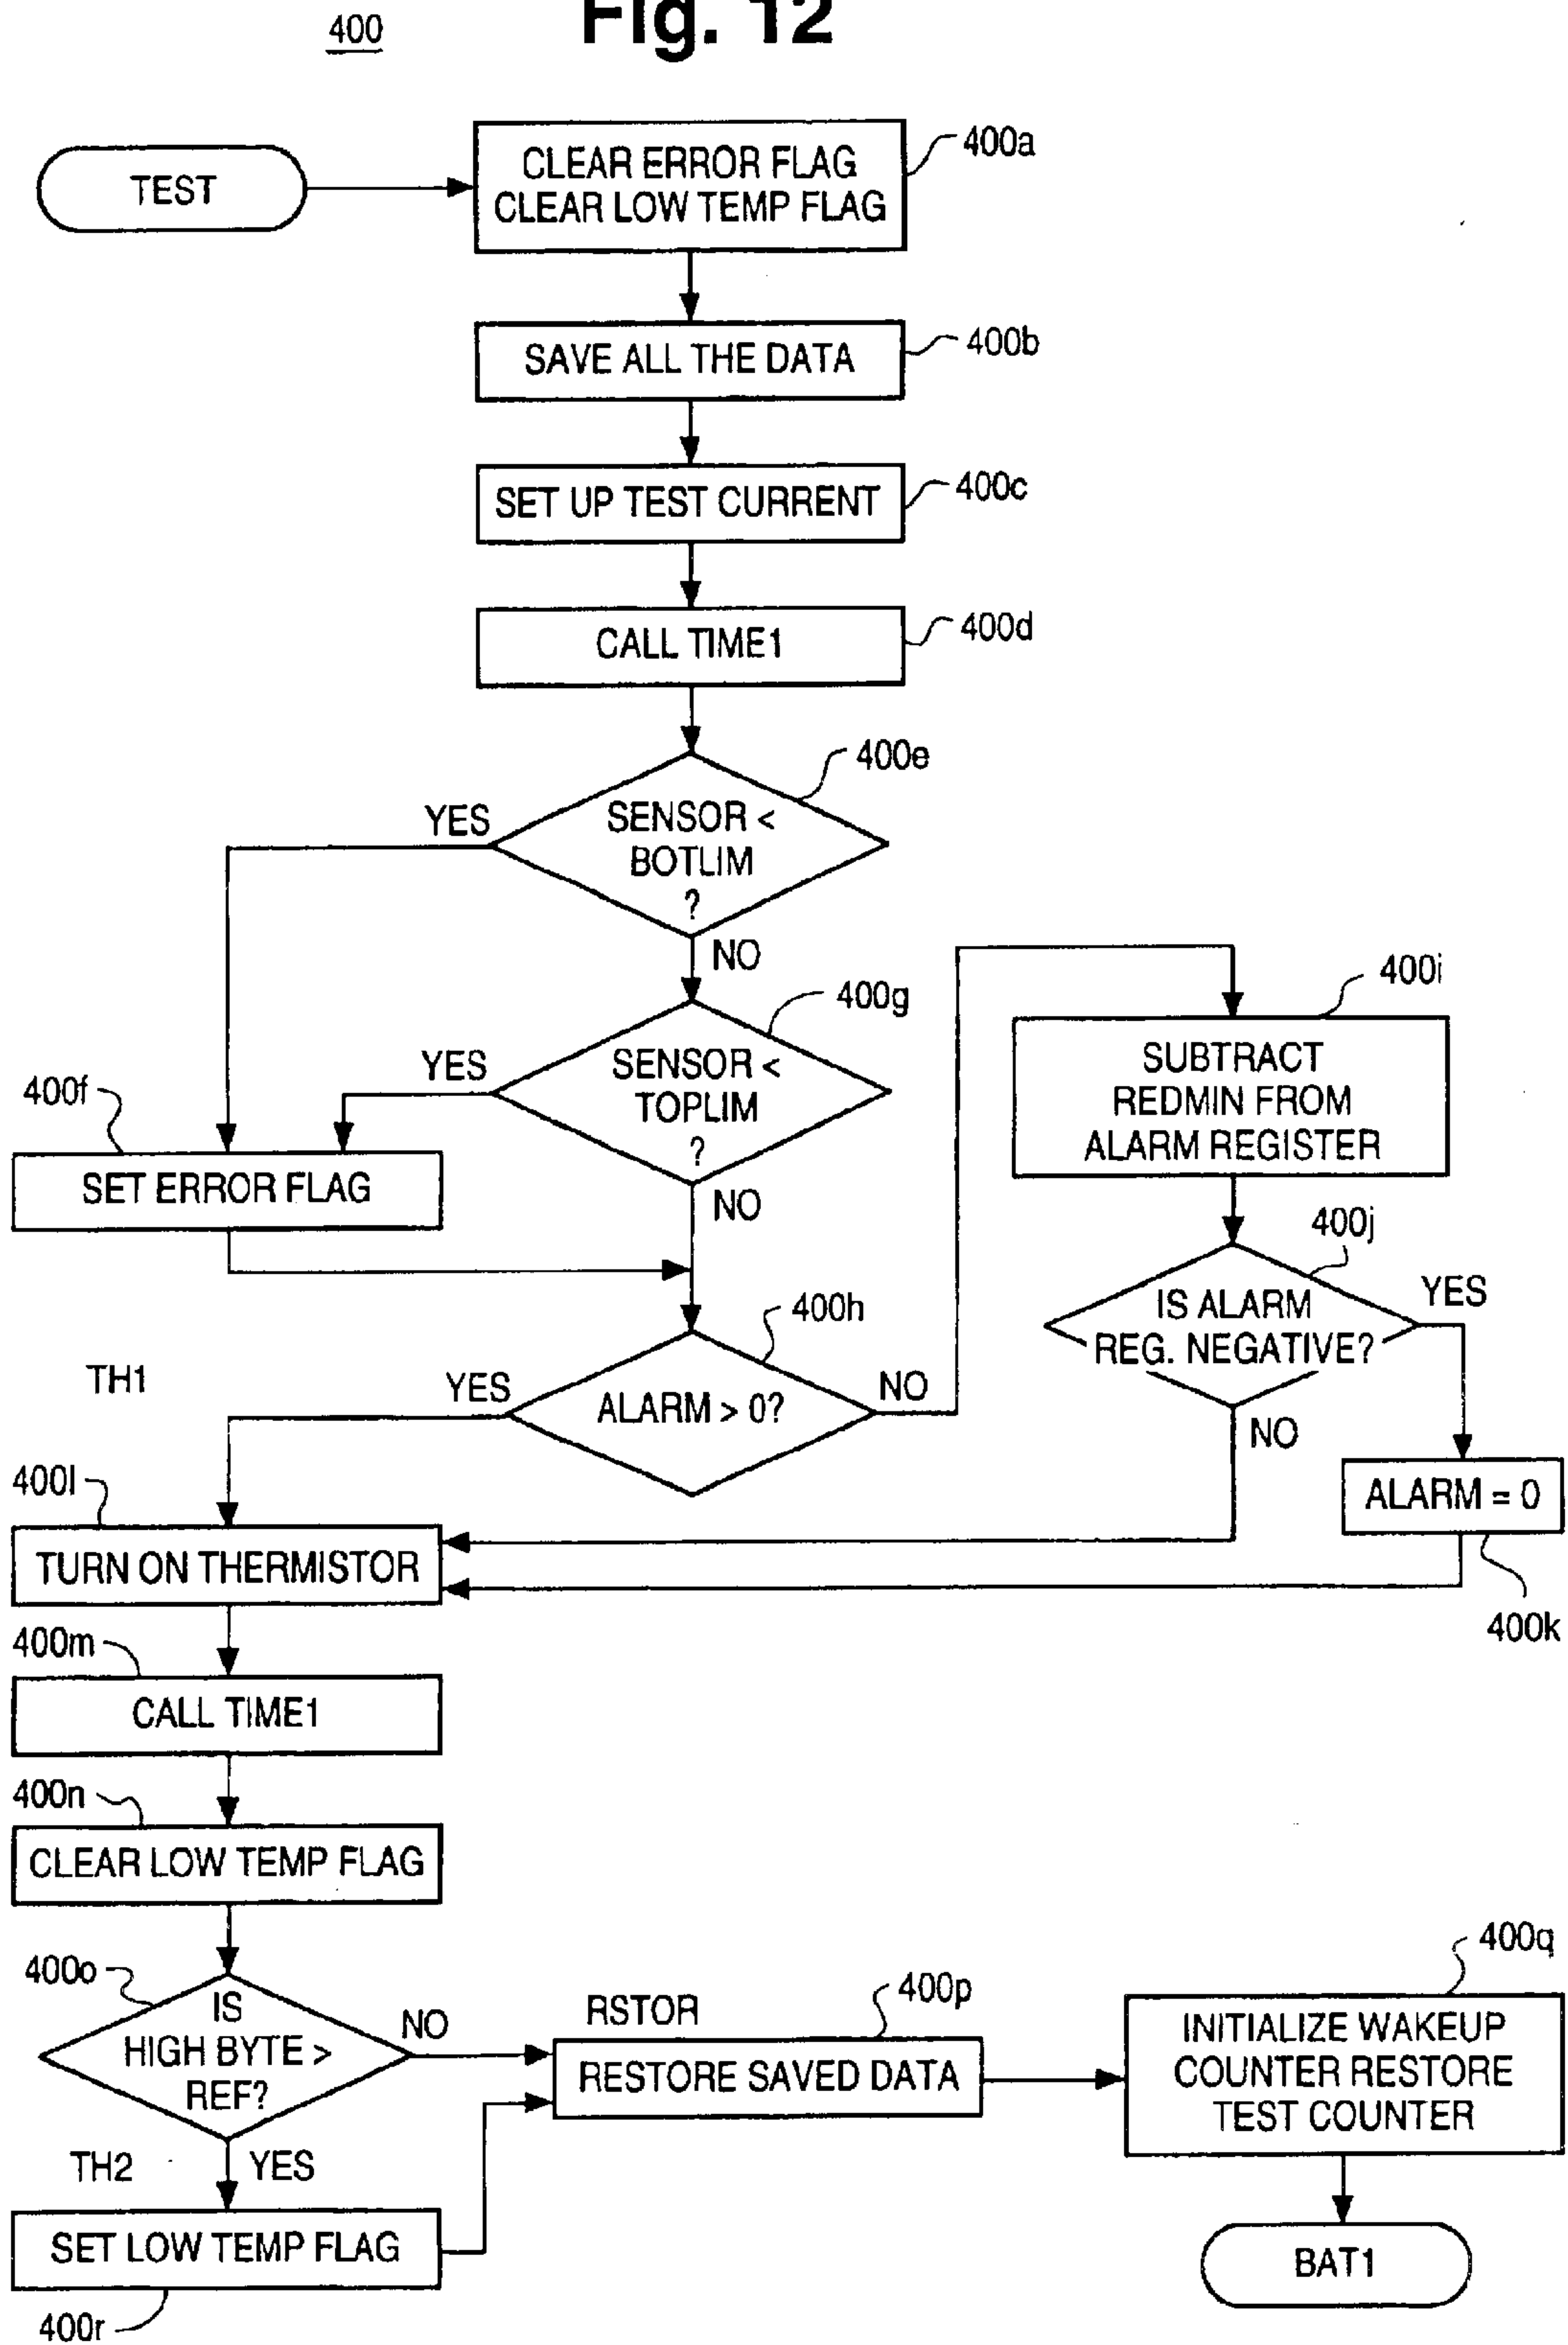 Fig. 12
400
TEST
CLEAR ERROR FLAG
CLEAR LOW TEMP FLAG
400a
SAVE ALL THE DATA
400b
SET UP TEST CURRENT
400c
CALL TIME1
400d
400e
SENSOR <
BOTLIM
?
YES
NO
400g
SENSOR <
TOPLIM
?
YES
NO
400f
SET ERROR FLAG
400h
ALARM > 0?
YES
NO
400i
SUBTRACT
REDMIN FROM
ALARM REGISTER
400j
IS ALARM
REG. NEGATIVE?
YES
NO
ALARM = 0
400k
TH1
400l
TURN ON THERMISTOR
400m
CALL TIME1
400n
CLEAR LOW TEMP FLAG
400o
IS
HIGH BYTE >
REF?
NO
YES
TH2
SET LOW TEMP FLAG
400r
RSTOR
400p
RESTORE SAVED DATA
400q
INITIALIZE WAKEUP
COUNTER RESTORE
TEST COUNTER
BAT1